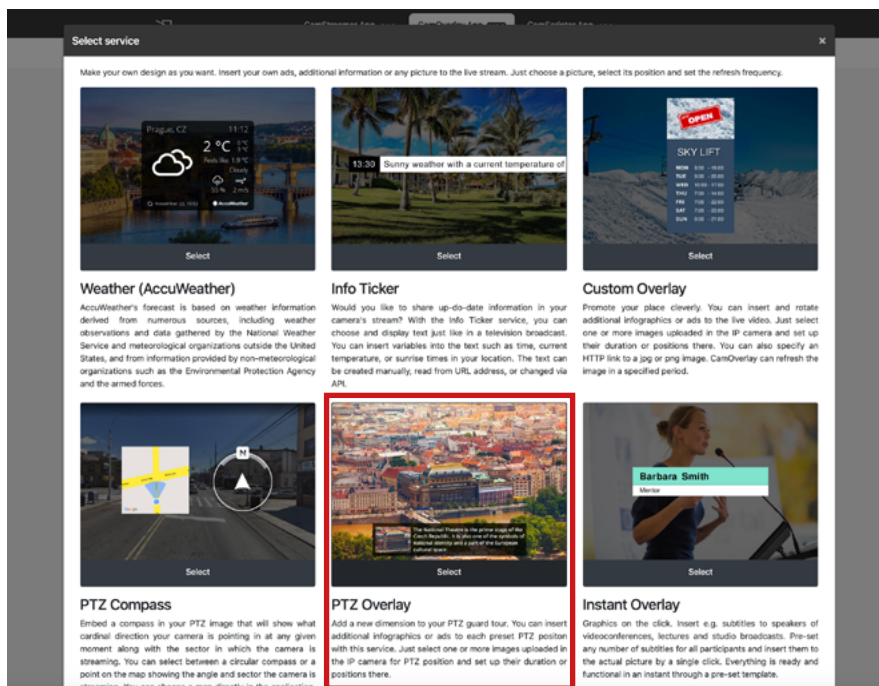 CamStreamer App
CamOverlay App
CamScripter App
Select service
×
Make your own design as you want. Insert your own ads, additional information or any picture to the live stream. Just choose a picture, select its position and set the refresh frequency.
Prague, CZ 11:12
2 °C
Feels like 1.9 °C
Cloudy
55 % 2 m/s
AccuWeather
Select
Weather (AccuWeather)
AccuWeather's forecast is based on weather information
derived from numerous sources, including weather
observations and data gathered by the National Weather
Service and meteorological organizations outside the United
States, and from information provided by non-meteorological
organizations such as the Environmental Protection Agency
and the armed forces.
13:30 Sunny weather with a current temperature of
Select
Info Ticker
Would you like to share up-do-date information in your
camera's stream? With the Info Ticker service, you can
choose and display text just like in a television broadcast.
You can insert variables into the text such as time, current
temperature, or sunrise times in your location. The text can
be created manually, read from URL address, or changed via
API.
OPEN
SKY LIFT
MON
TUE
WED
THU
FRI
SAT
SUN
Select
Custom Overlay
Promote your place cleverly. You can insert and rotate
additional infographics or ads to the live video. Just select
one or more images uploaded in the IP camera and set up
their duration or positions there. You can also specify an
HTTP link to a jpg or png image. CamOverlay can refresh the
image in a specified period.
N
Select
PTZ Compass
Embed a compass in your PTZ image that will show what
cardinal direction your camera is pointing in at any given
moment along with the sector in which the camera is
streaming. You can select between a circular compass or a
point on the map showing the angle and sector the camera is
streaming. You can choose a map directly in the application
The National Theatre is the prime stage of the
Czech Republic. It is also one of the symbols of
national identity and a part of the European
cultural space.
Select
PTZ Overlay
Add a new dimension to your PTZ guard tour. You can insert
additional infographics or ads to each preset PTZ positon
with this service. Just select one or more images uploaded in
the IP camera for PTZ position and set up their duration or
positions there.
Barbara Smith
Mentor
Select
Instant Overlay
Graphics on the click. Insert e.g. subtitles to speakers of
videoconferences, lectures and studio broadcasts. Pre-set
any number of subtitles for all participants and insert them to
the actual picture by a single click. Everything is ready and
functional in an instant through a pre-set template.